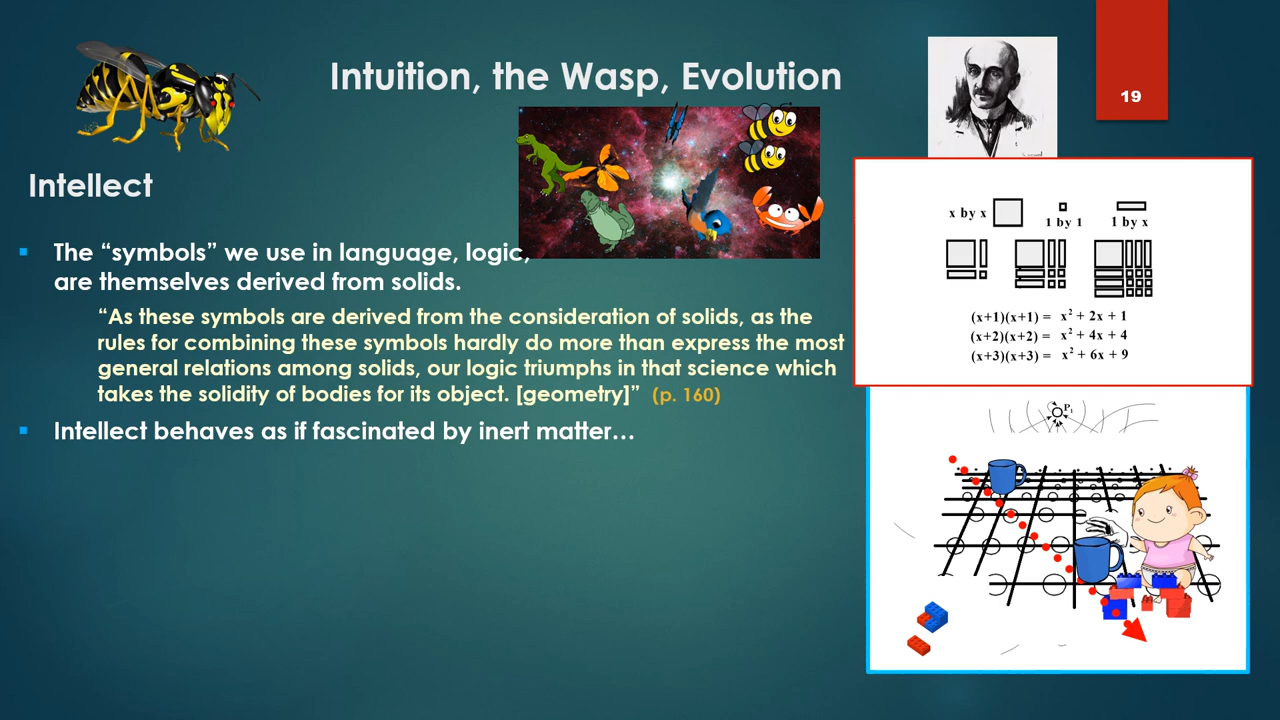 Intuition, the Wasp, Evolution
19
Intellect
The “symbols” we use in language, logic,
are themselves derived from solids.
“As these symbols are derived from the consideration of solids, as the
rules for combining these symbols hardly do more than express the most
general relations among solids, our logic triumphs in that science which
takes the solidity of bodies for its object. [geometry]” (p. 160)
Intellect behaves as if fascinated by inert matter…
x by x
1 by 1
1 by x
(x+1)(x+1) = x² + 2x + 1
(x+2)(x+2) = x² + 4x + 4
(x+3)(x+3) = x² + 6x + 9
P₁